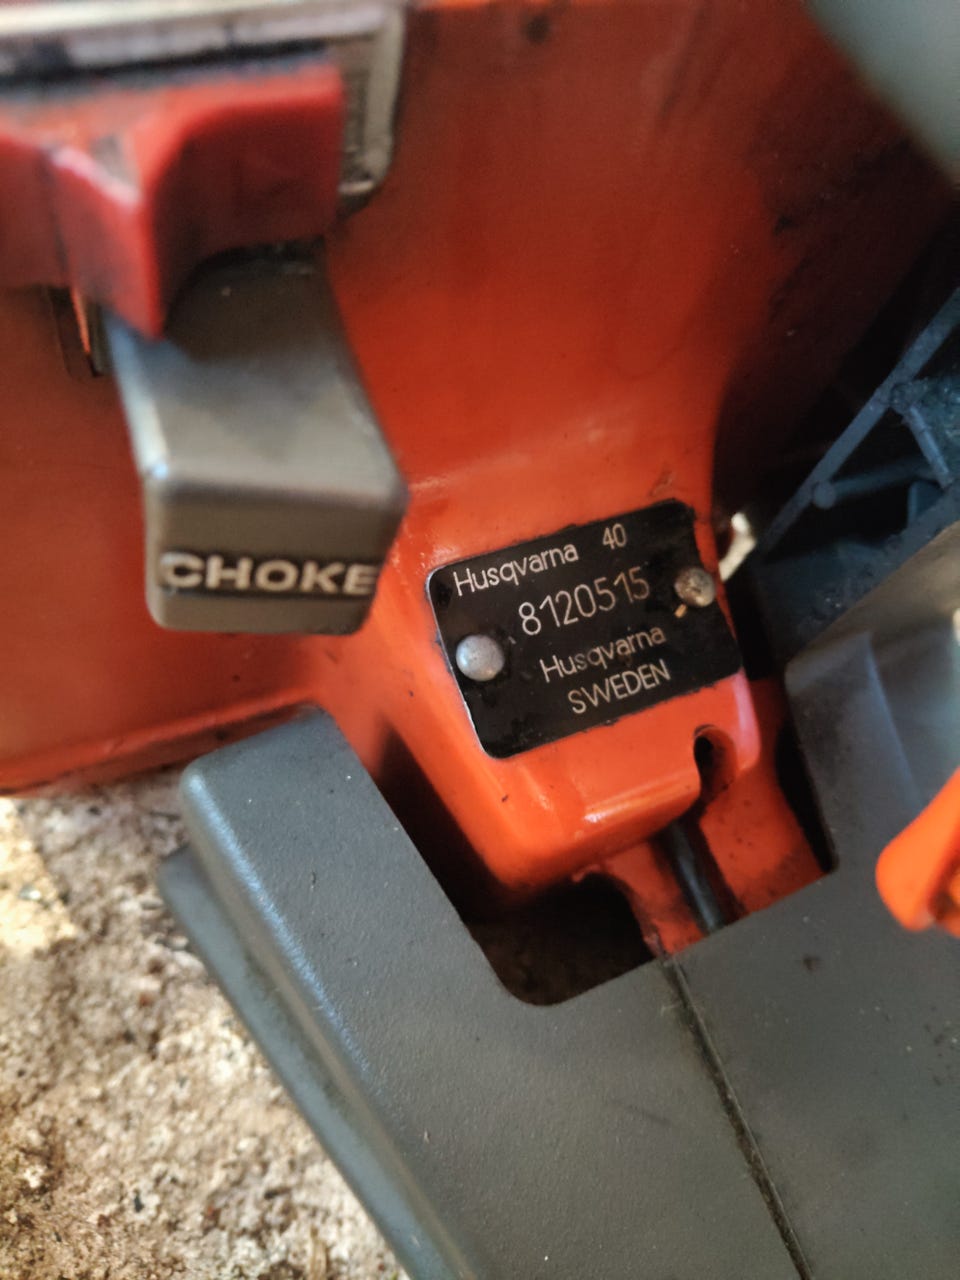 CHOKE
Husqvarna 40
8120515
Husqvarna
SWEDEN